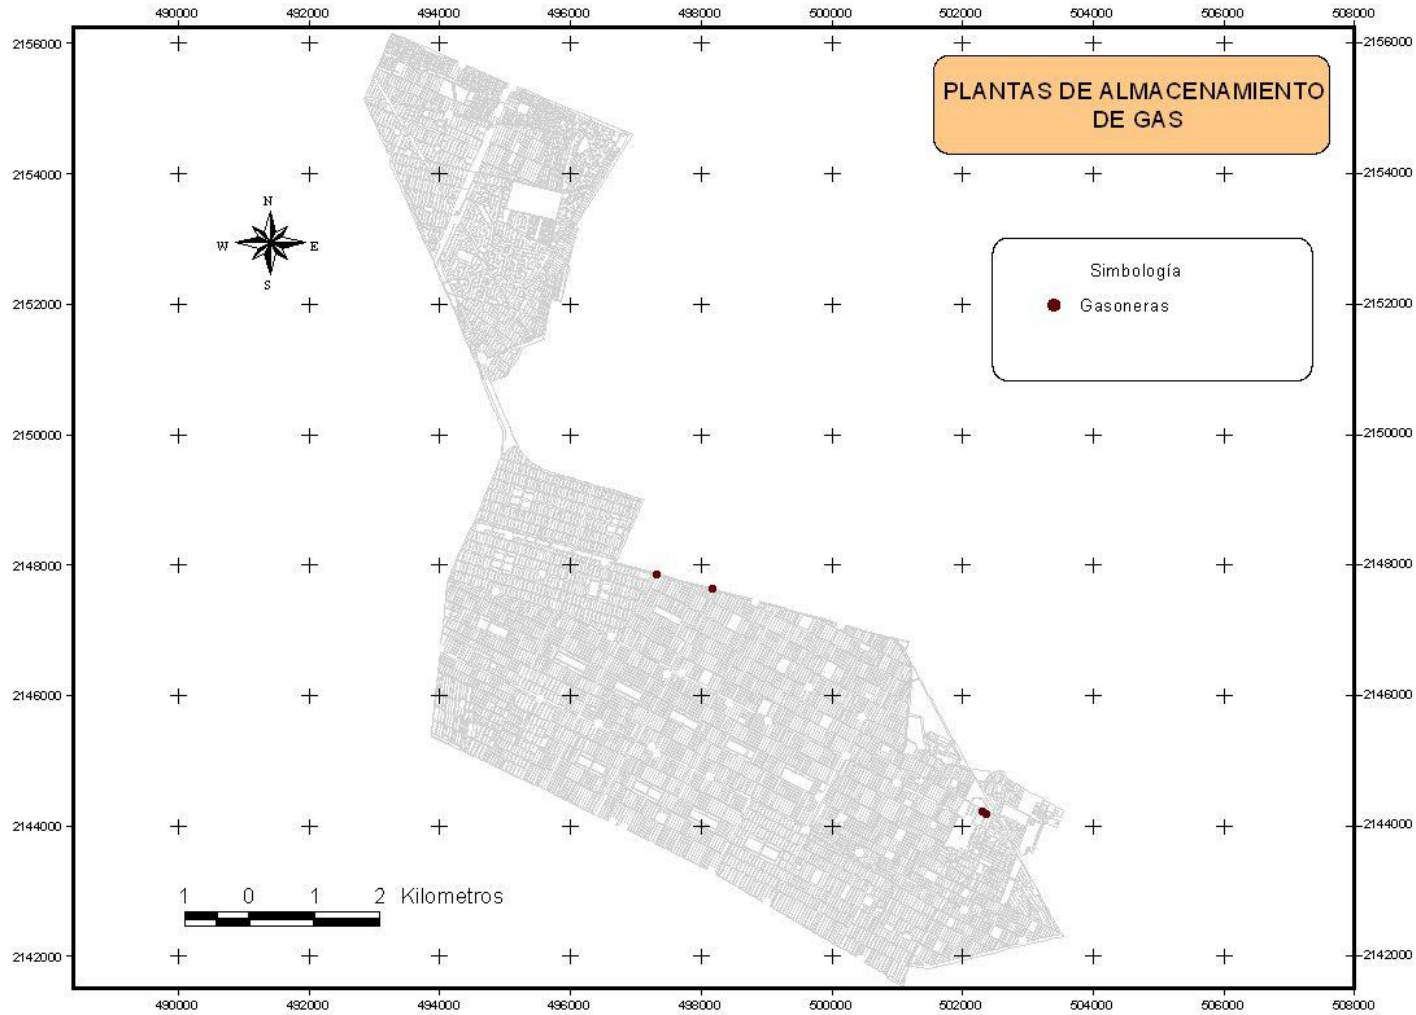 490000 492000 494000 496000 498000 500000 502000 504000 506000 508000
2156000 2156000
PLANTAS DE ALMACENAMIENTO
DE GAS
2154000 2154000
N
W E
S
Simbología
2152000 2152000
Gasoneras
2150000 2150000
2148000 2148000
2146000 2146000
2144000 2144000
1 0 1 2 Kilometros
2142000 2142000
490000 492000 494000 496000 498000 500000 502000 504000 506000 508000